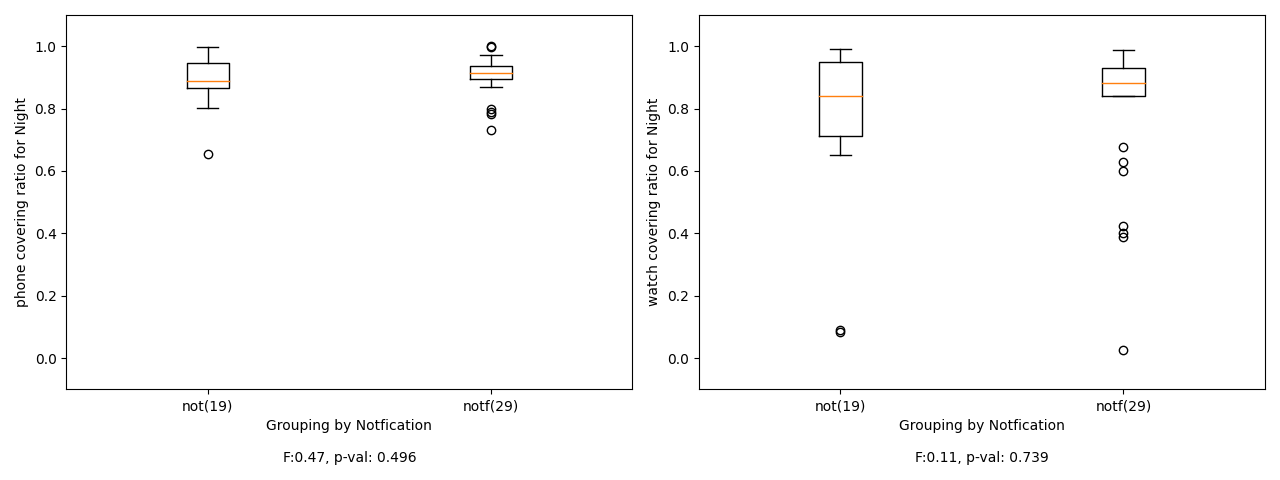 phone covering ratio for Night
1.0
0.8
0.6
0.4
0.2
0.0
not(19) notf(29)
Grouping by Notfication
F:0.47, p-val: 0.496
watch covering ratio for Night
1.0
0.8
0.6
0.4
0.2
0.0
not(19) notf(29)
Grouping by Notfication
F:0.11, p-val: 0.739